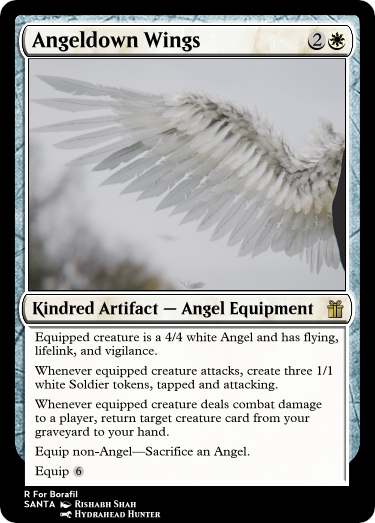 Angeldown Wings 2
Kindred Artifact — Angel Equipment
Equipped creature is a 4/4 white Angel and has flying,
lifelink, and vigilance.
Whenever equipped creature attacks, create three 1/1
white Soldier tokens, tapped and attacking.
Whenever equipped creature deals combat damage
to a player, return target creature card from your
graveyard to your hand.
Equip non-Angel—Sacrifice an Angel.
Equip 6
R For Borafil
SANTA Rishabh Shah
Hydrahead Hunter